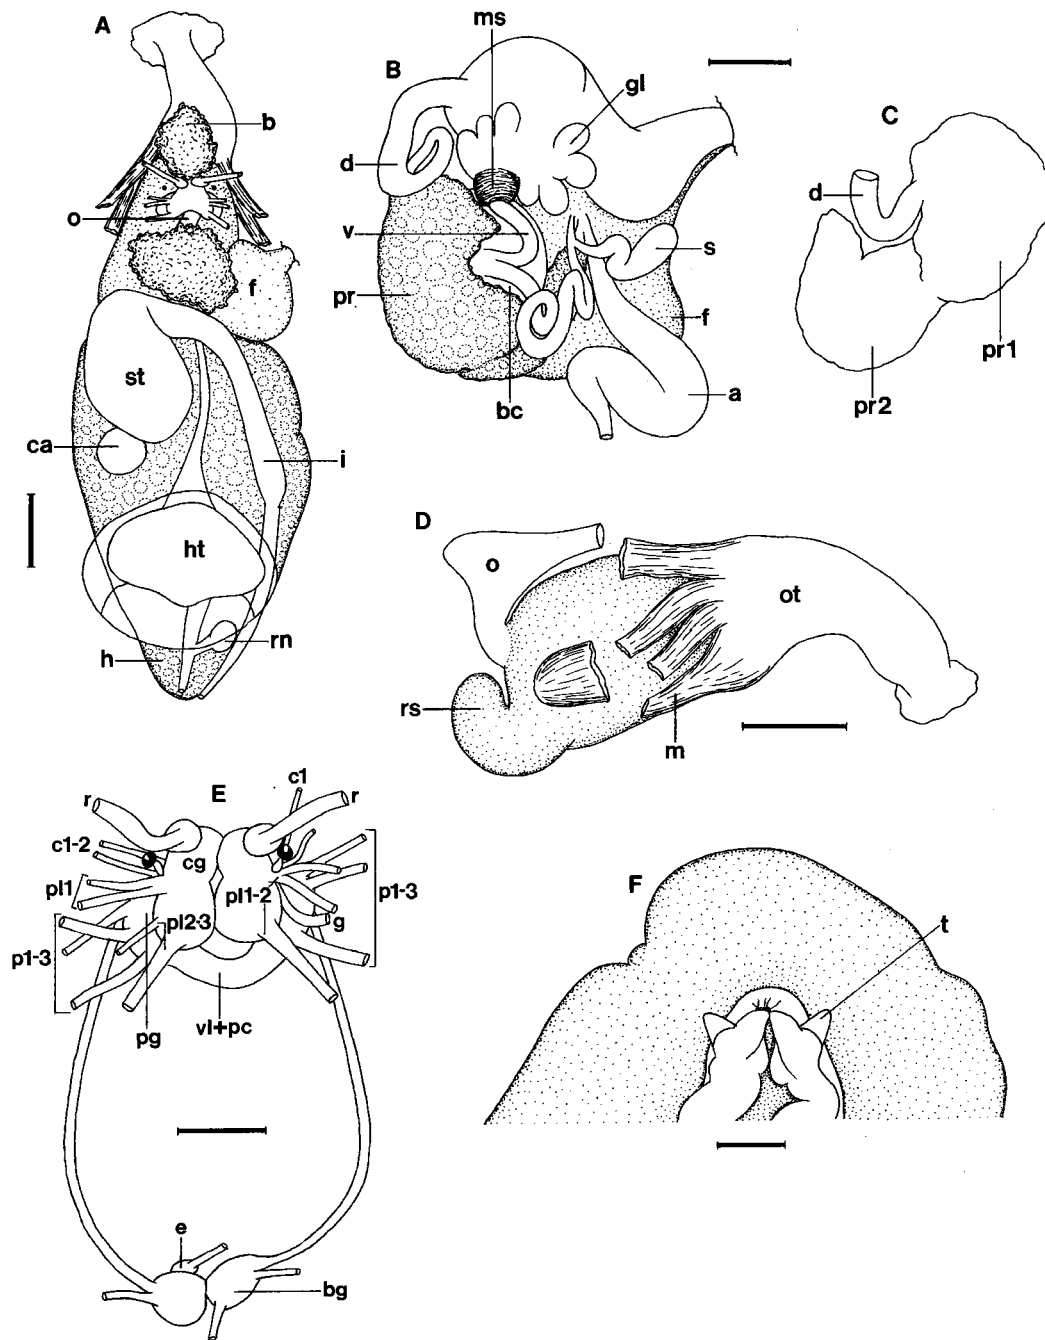 A
b
o
f
st
ca
i
ht
rn
h
B
ms
gl
d
v
s
pr
f
bc
a
C
d
pr1
pr2
D
o
ot
rs
m
E
c1
r
r
c1-2
cg
pl1
pl1-2
p1-3
pl2-3
g
p1-3
pg
vl+pc
e
bg
F
t